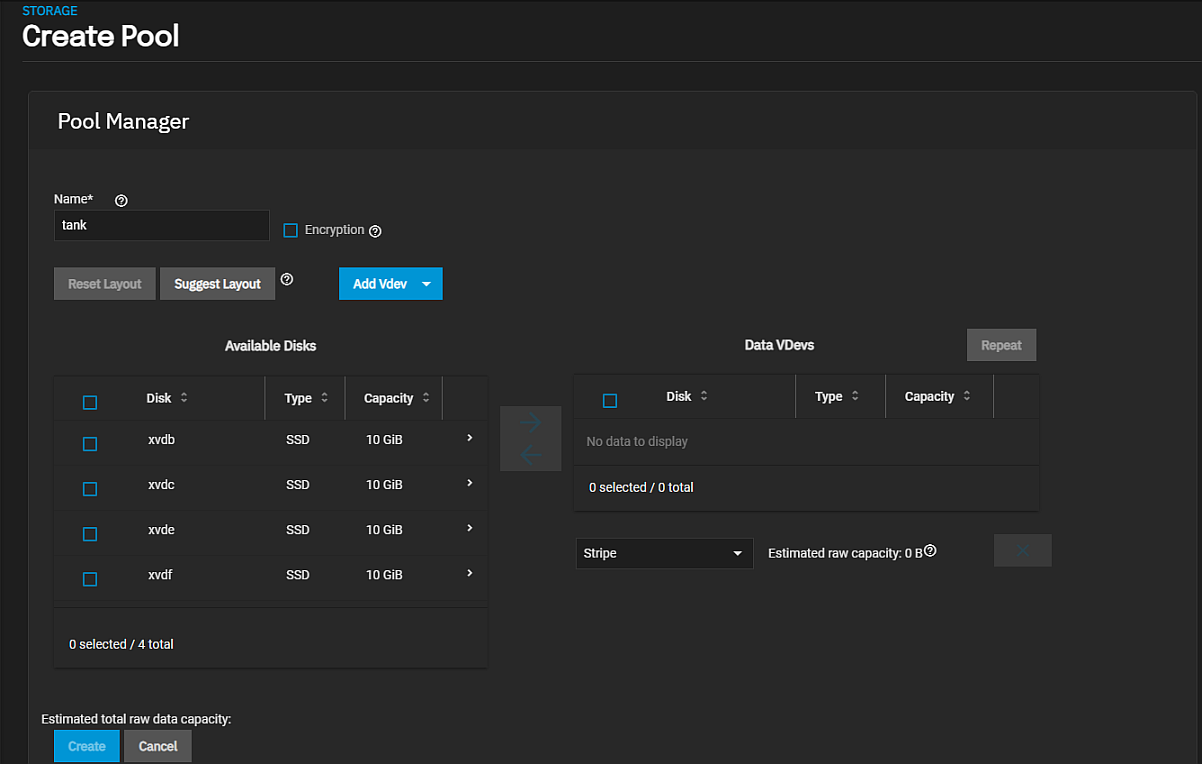 STORAGE
Create Pool
Pool Manager
Name*
tank
Encryption
Reset Layout
Suggest Layout
Add Vdev
Available Disks
Disk Type Capacity
xvdb SSD 10 GiB
xvdc SSD 10 GiB
xvde SSD 10 GiB
xvdf SSD 10 GiB
0 selected / 4 total
Data VDevs
Repeat
Disk Type Capacity
No data to display
0 selected / 0 total
Stripe
Estimated raw capacity: 0 B
Estimated total raw data capacity:
Create
Cancel